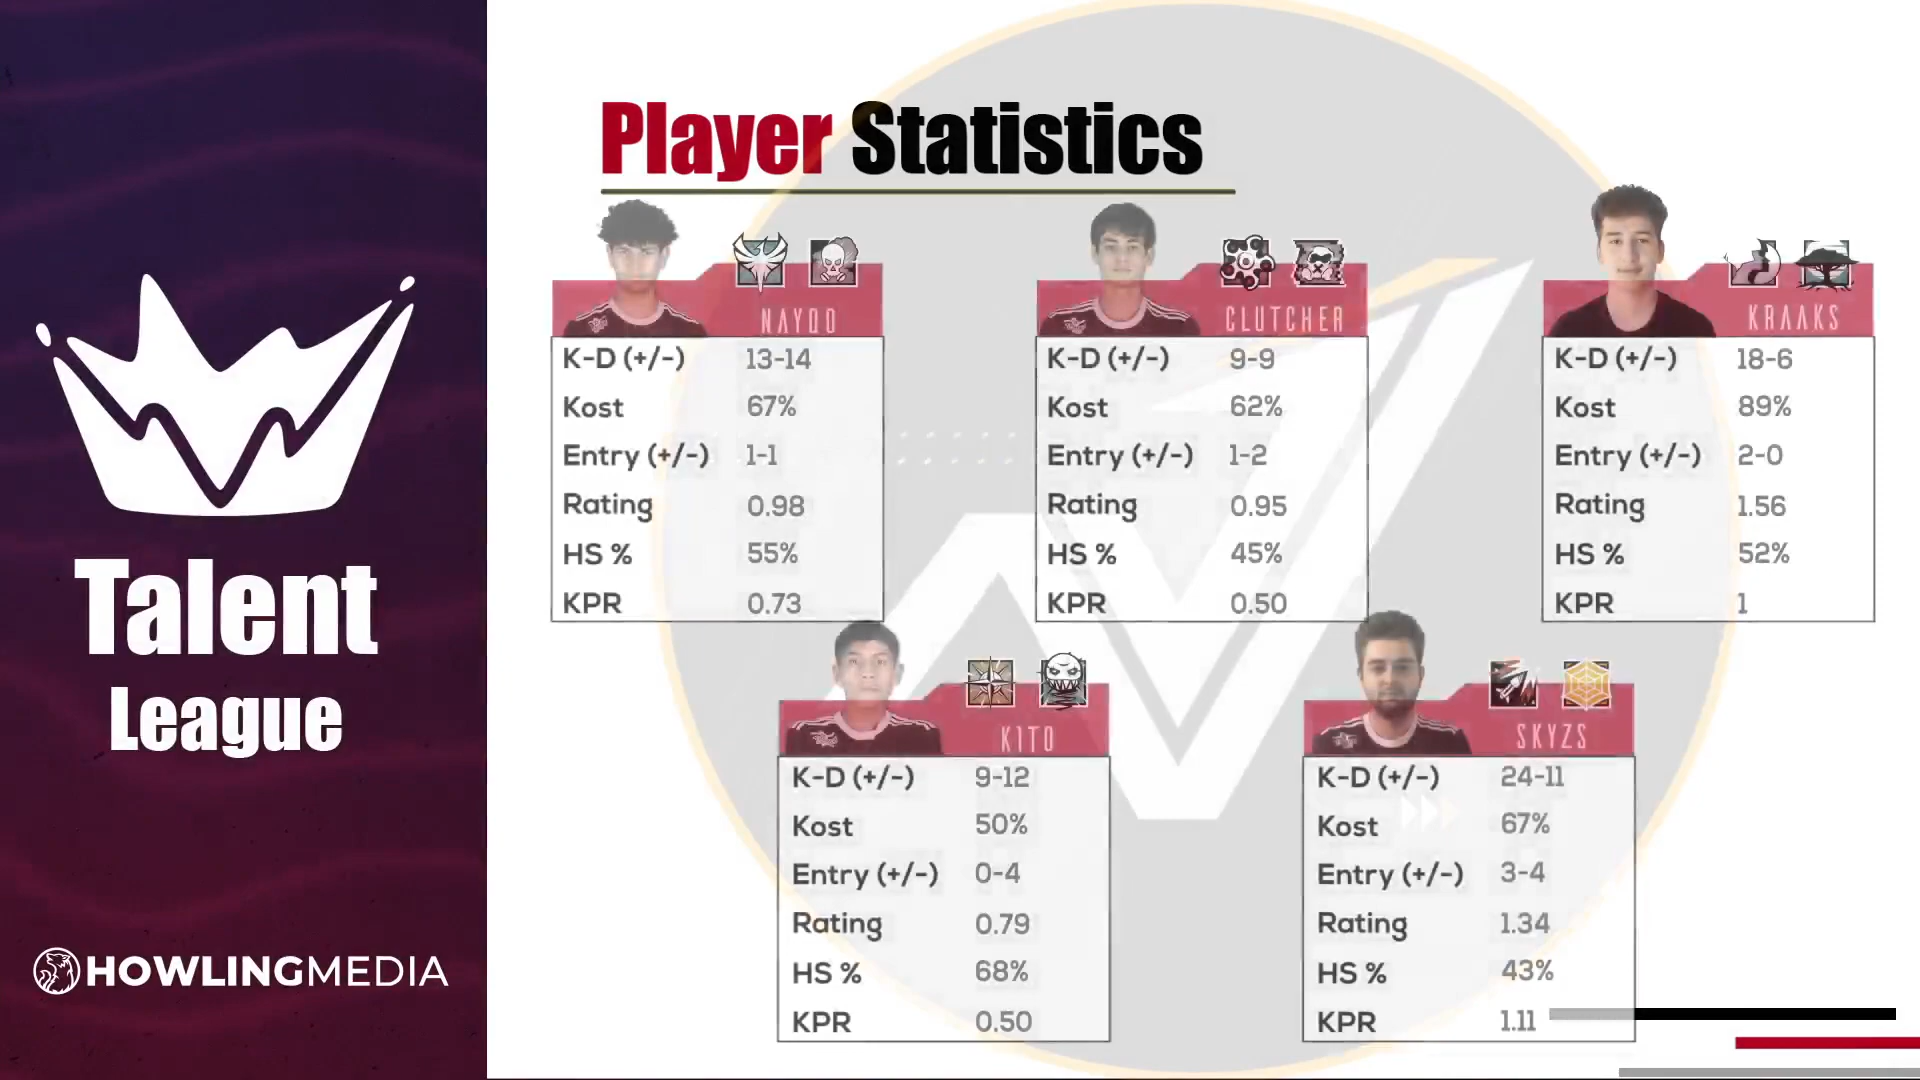 Player Statistics
NAYQO
K-D (+/-) 13-14
Kost 67%
Entry (+/-) 1-1
Rating 0.98
HS % 55%
KPR 0.73
CLUTCHER
K-D (+/-) 9-9
Kost 62%
Entry (+/-) 1-2
Rating 0.95
HS % 45%
KPR 0.50
KRAAKS
K-D (+/-) 18-6
Kost 89%
Entry (+/-) 2-0
Rating 1.56
HS % 52%
KPR 1
K1TO
K-D (+/-) 9-12
Kost 50%
Entry (+/-) 0-4
Rating 0.79
HS % 68%
KPR 0.50
SKYZS
K-D (+/-) 24-11
Kost 67%
Entry (+/-) 3-4
Rating 1.34
HS % 43%
KPR 1.11
Talent
League
HOWLINGMEDIA